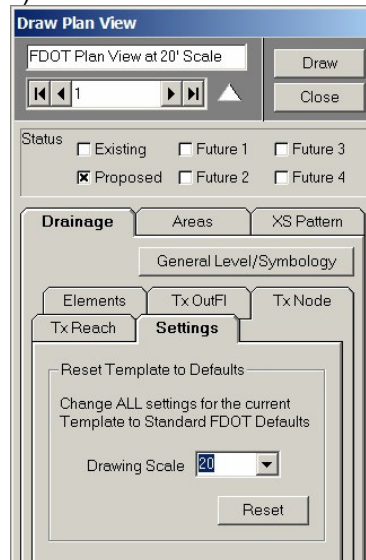 Draw Plan View
FDOT Plan View at 20' Scale
Draw
1
Close
Status
Existing Future 1 Future 3
Proposed Future 2 Future 4
Drainage Areas XS Pattern
General Level/Symbology
Elements Tx OutFl Tx Node
Tx Reach Settings
Reset Template to Defaults
Change ALL settings for the current
Template to Standard FDOT Defaults
Drawing Scale 20
Reset